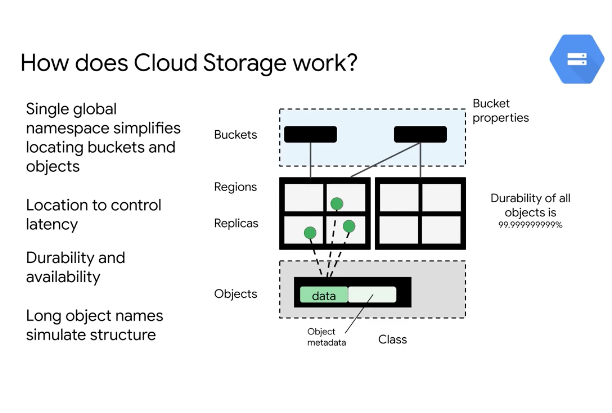 How does Cloud Storage work?
Single global
namespace simplifies
locating buckets and
objects
Location to control
latency
Durability and
availability
Long object names
simulate structure
Buckets
Bucket
properties
Regions
Replicas
Durability of all
objects is
99.999999999%
Objects
data
Object
metadata
Class